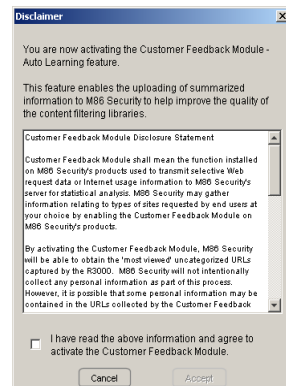 Disclaimer
You are now activating the Customer Feedback Module -
Auto Learning feature.
This feature enables the uploading of summarized
information to M86 Security to help improve the quality of
the content filtering libraries.
Customer Feedback Module Disclosure Statement
Customer Feedback Module shall mean the function installed
on M86 Security's products used to transmit selective Web
request data or Internet usage information to M86 Security's
server for statistical analysis. M86 Security may gather
information relating to types of sites requested by end users at
your choice by enabling the Customer Feedback Module on
M86 Security's products.
By activating the Customer Feedback Module, M86 Security
will be able to obtain the 'most viewed' uncategorized URLs
captured by the R3000. M86 Security will not intentionally
collect any personal information as part of this process.
However, it is possible that some personal information may be
contained in the URLs collected by the Customer Feedback
I have read the above information and agree to
activate the Customer Feedback Module.
Cancel
Accept